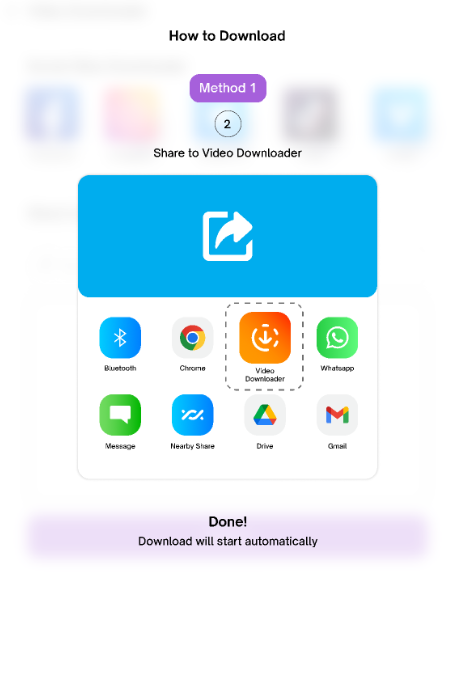 How to Download
Method 1
2
Share to Video Downloader
Bluetooth
Chrome
Video
Downloader
Whatsapp
Message
Nearby Share
Drive
Gmail
Done!
Download will start automatically